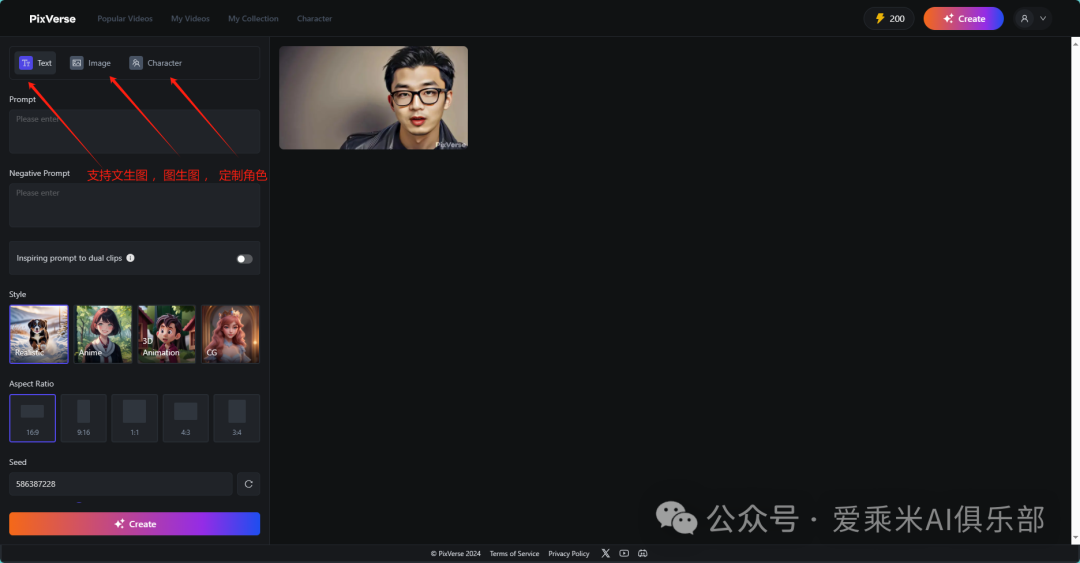 PixVerse
Popular Videos
My Videos
My Collection
Character
200
Create
Text
Image
Character
Prompt
Please enter
支持文生图，图生图， 定制角色
Negative Prompt
Please enter
Inspiring prompt to dual clips
Style
Realistic
Anime
3D
Animation
CG
Aspect Ratio
16:9
9:16
1:1
4:3
3:4
Seed
586387228
Create
PixVerse
公众号 · 爱乘米AI俱乐部
© PixVerse 2024 Terms of Service Privacy Policy